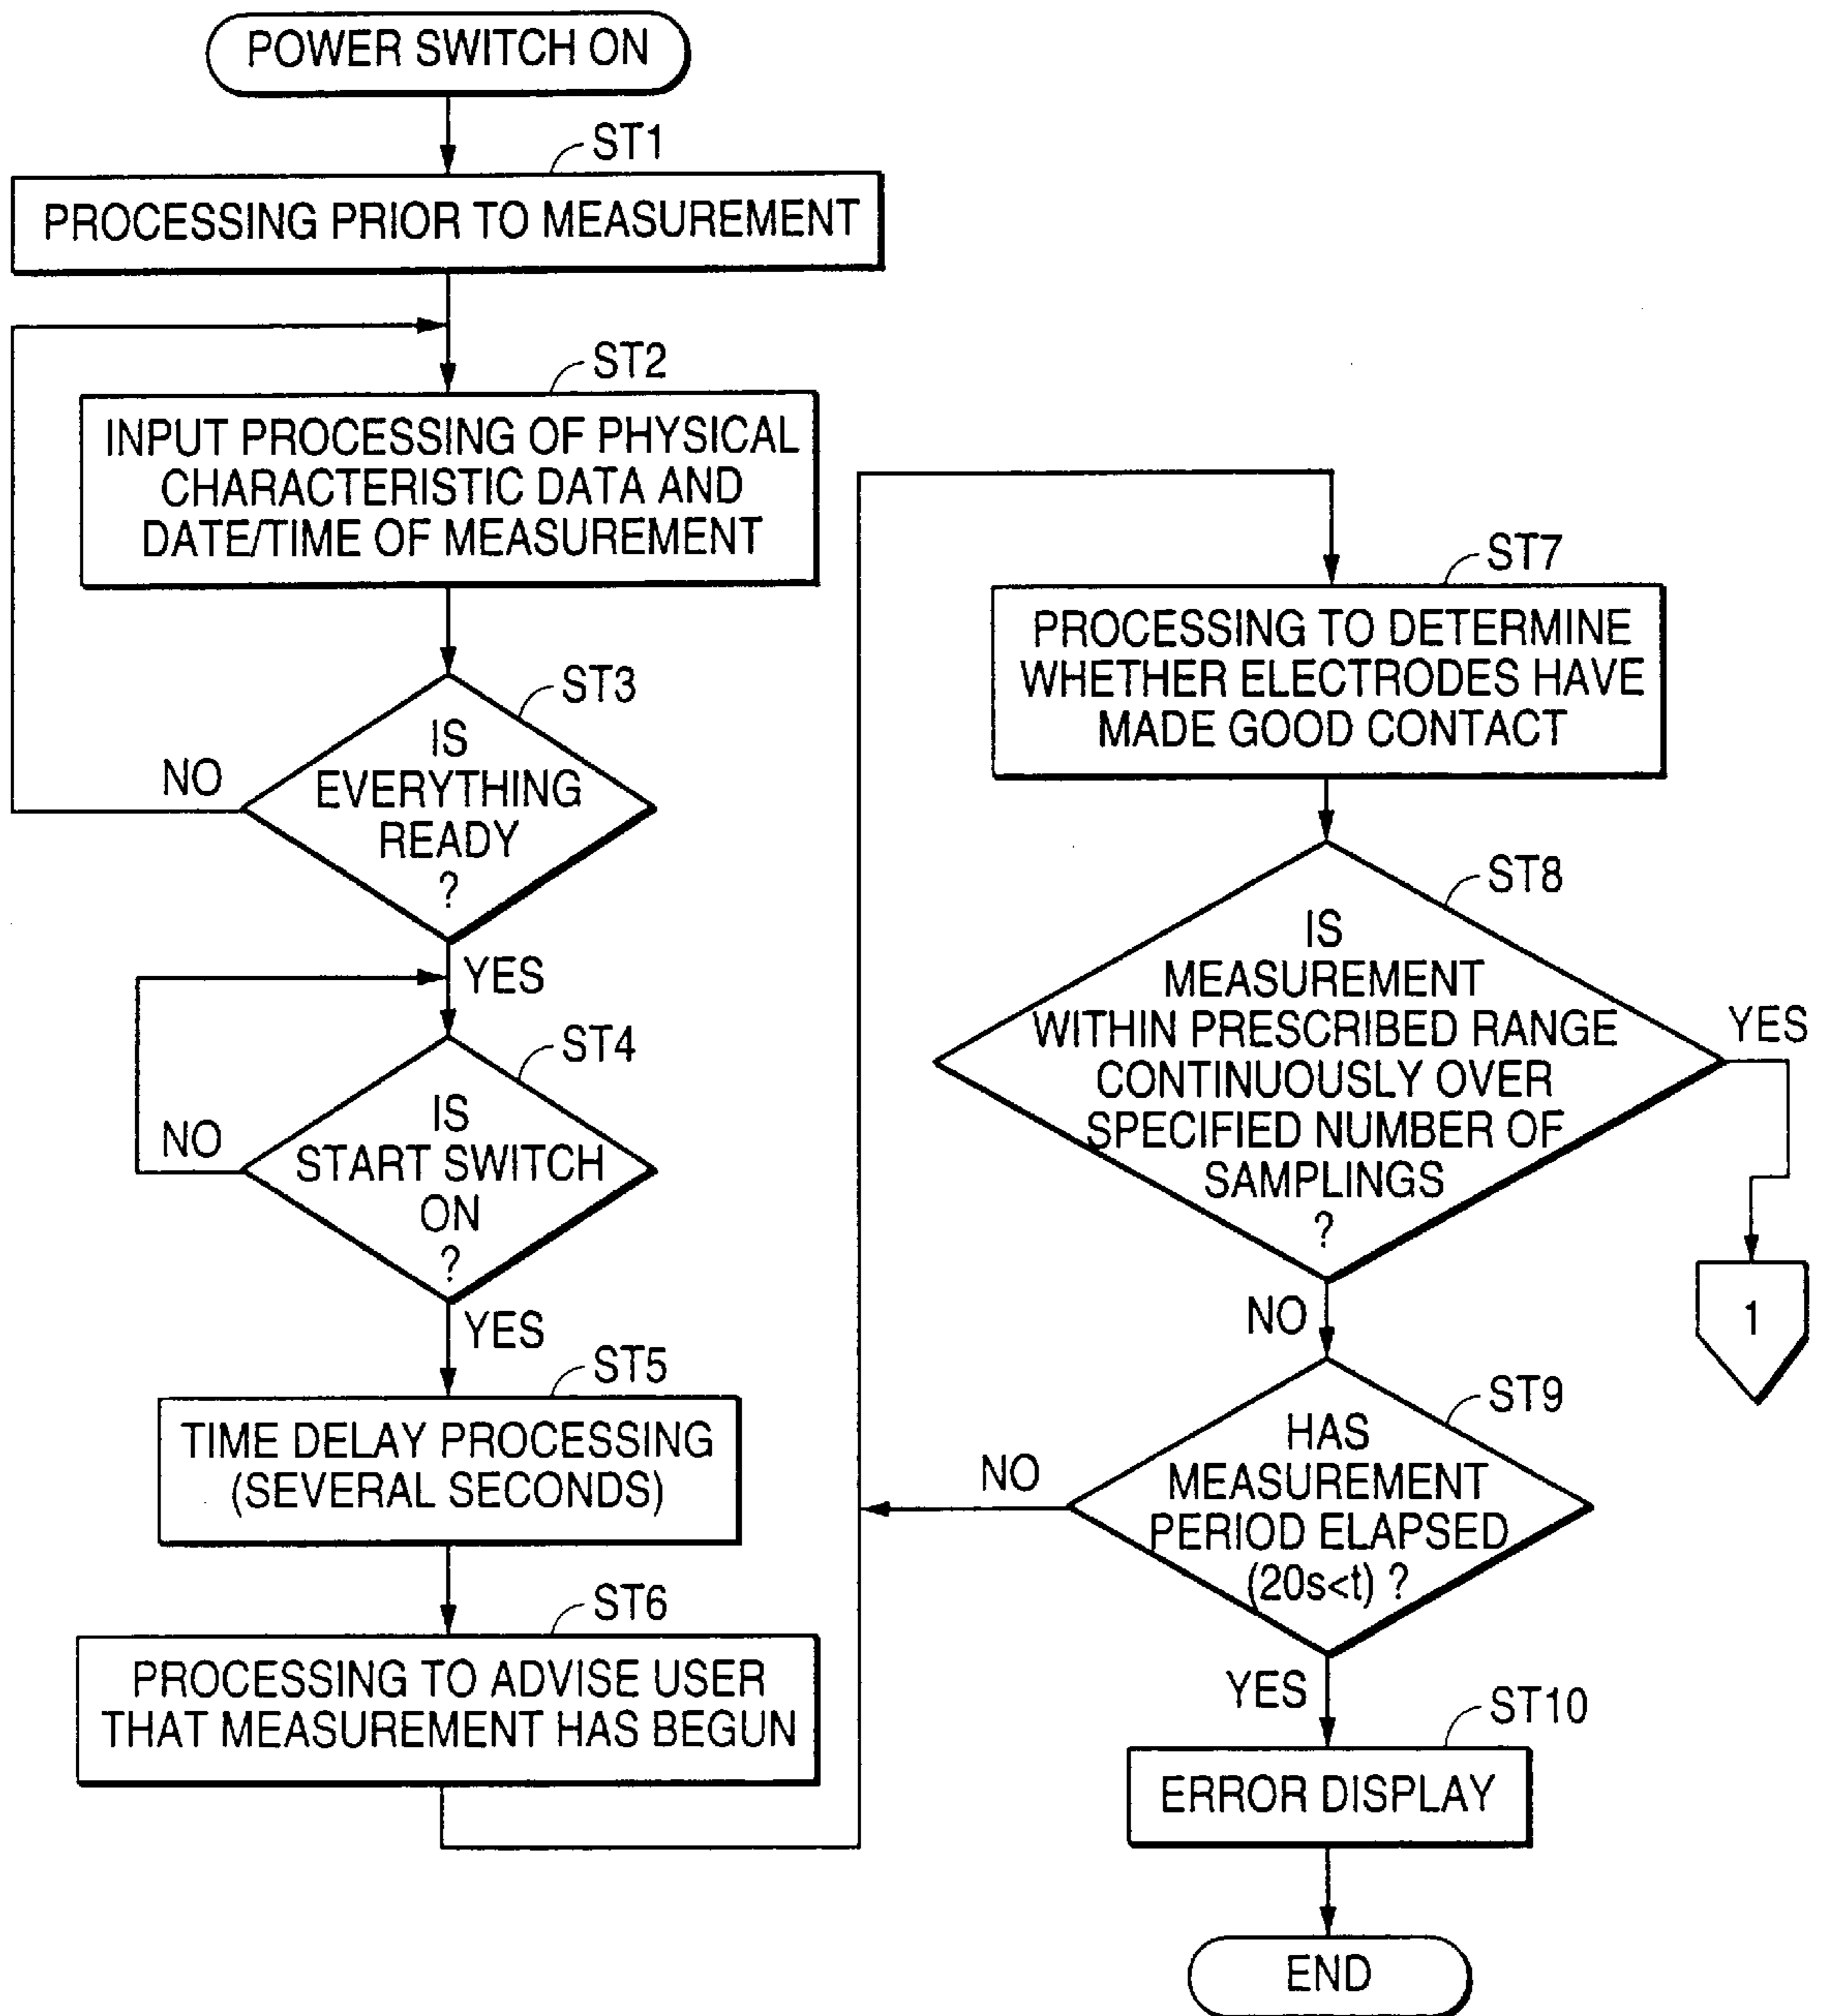 POWER SWITCH ON
ST1
PROCESSING PRIOR TO MEASUREMENT
ST2
INPUT PROCESSING OF PHYSICAL
CHARACTERISTIC DATA AND
DATE/TIME OF MEASUREMENT
ST3
IS
EVERYTHING
READY
?
NO
YES
ST4
IS
START SWITCH
ON
?
NO
YES
ST5
TIME DELAY PROCESSING
(SEVERAL SECONDS)
ST6
PROCESSING TO ADVISE USER
THAT MEASUREMENT HAS BEGUN
ST7
PROCESSING TO DETERMINE
WHETHER ELECTRODES HAVE
MADE GOOD CONTACT
ST8
IS
MEASUREMENT
WITHIN PRESCRIBED RANGE
CONTINUOUSLY OVER
SPECIFIED NUMBER OF
SAMPLINGS
?
YES
1
NO
ST9
HAS
MEASUREMENT
PERIOD ELAPSED
(20s<t) ?
NO
YES
ST10
ERROR DISPLAY
END